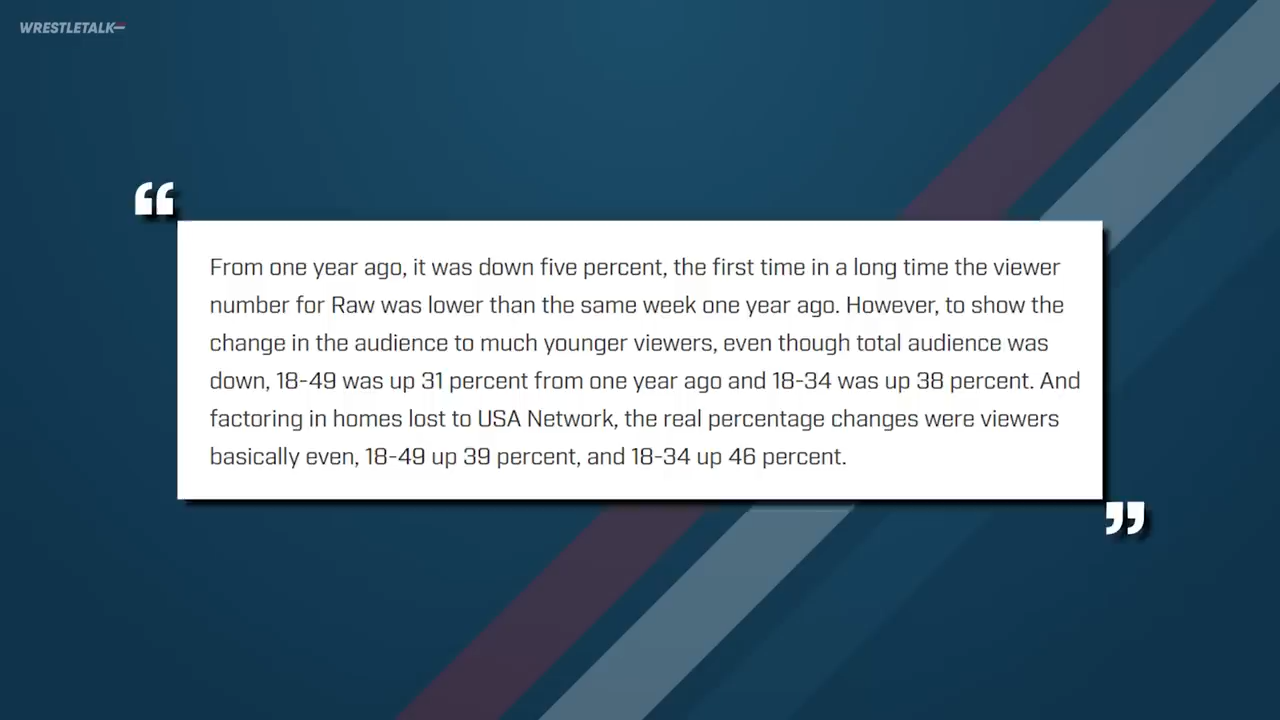 WRESTLETALK
“
From one year ago, it was down five percent, the first time in a long time the viewer
number for Raw was lower than the same week one year ago. However, to show the
change in the audience to much younger viewers, even though total audience was
down, 18-49 was up 31 percent from one year ago and 18-34 was up 38 percent. And
factoring in homes lost to USA Network, the real percentage changes were viewers
basically even, 18-49 up 39 percent, and 18-34 up 46 percent.
”